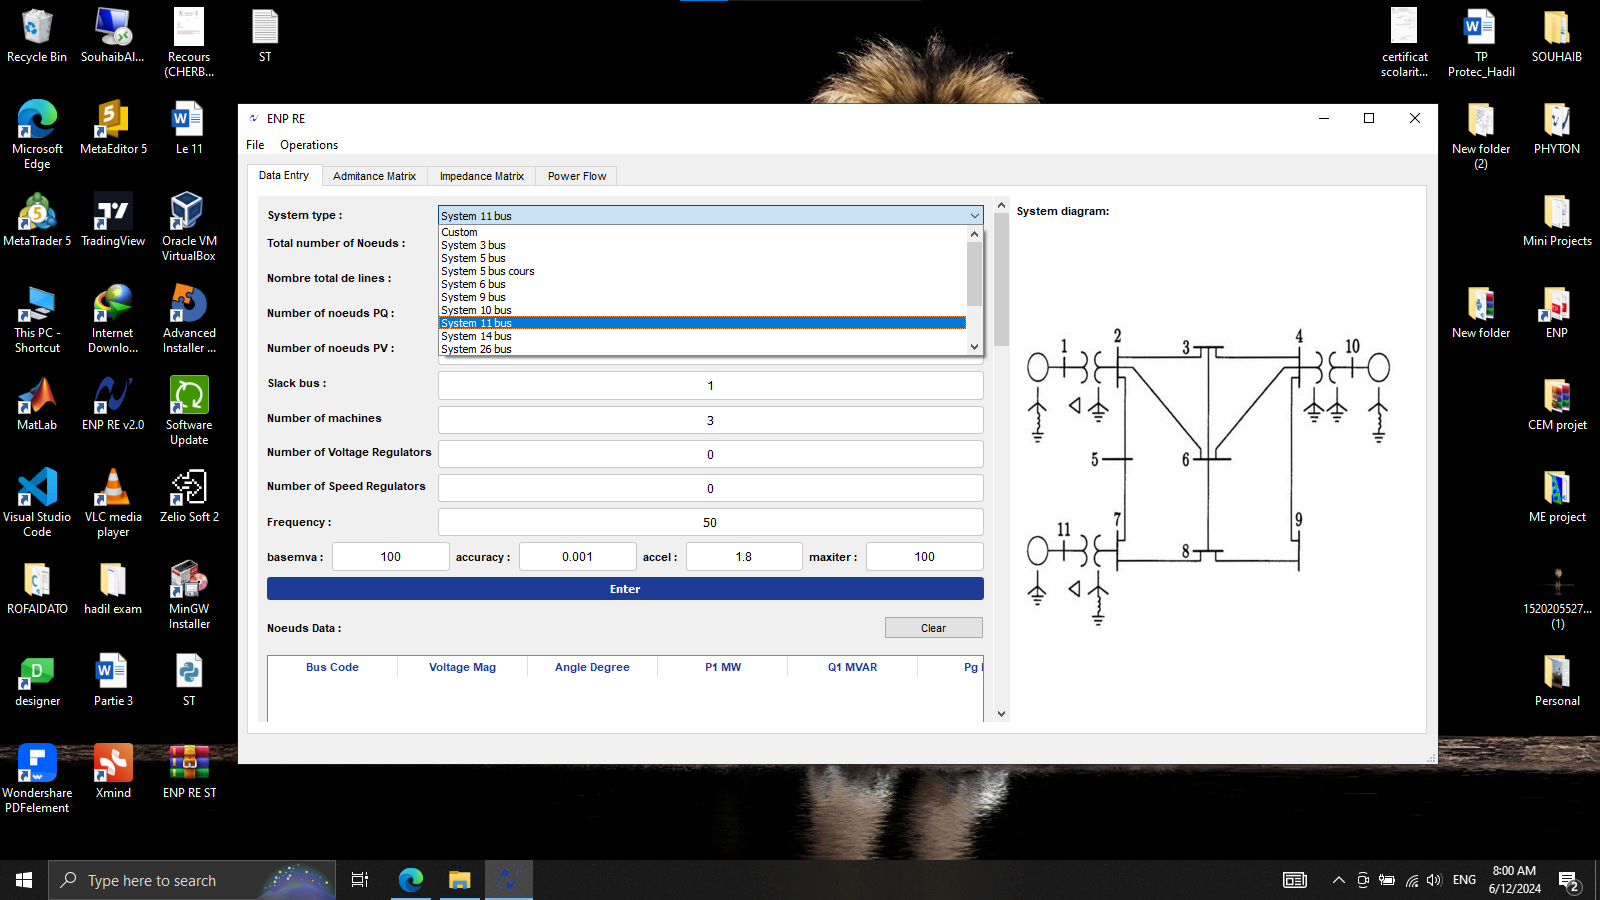 Recycle Bin
SouhaibAI...
Recours
(CHERB...
ST
certificat
scolarit...
TP
Protec_Hadil
SOUHAIB
Microsoft
Edge
MetaEditor 5
Le 11
New folder
(2)
PHYTON
MetaTrader 5
TradingView
Oracle VM
VirtualBox
Mini Projects
This PC -
Shortcut
Internet
Downlo...
Advanced
Installer ...
New folder
ENP
MatLab
ENP RE v2.0
Software
Update
CEM projet
Visual Studio
Code
VLC media
player
Zelio Soft 2
ME project
ROFAIDATO
hadil exam
MinGW
Installer
1520205527...
(1)
designer
Partie 3
ST
Personal
Wondershare
PDFelement
Xmind
ENP RE ST
ENP RE
File Operations
Data Entry Admitance Matrix Impedance Matrix Power Flow
System type : System 11 bus
Custom
System 3 bus
System 5 bus
System 5 bus cours
System 6 bus
System 9 bus
System 10 bus
System 11 bus
System 14 bus
System 26 bus
Total number of Noeuds :
Nombre total de lines :
Number of noeuds PQ :
Number of noeuds PV :
Slack bus : 1
Number of machines 3
Number of Voltage Regulators 0
Number of Speed Regulators 0
Frequency : 50
basemva : 100 accuracy : 0.001 accel : 1.8 maxiter : 100
Enter
Noeuds Data : Clear
Bus Code Voltage Mag Angle Degree P1 MW Q1 MVAR Pg
System diagram:
1 2 3 4 10
5 6
11 7 8 9
Type here to search
ENG
8:00 AM
6/12/2024
2